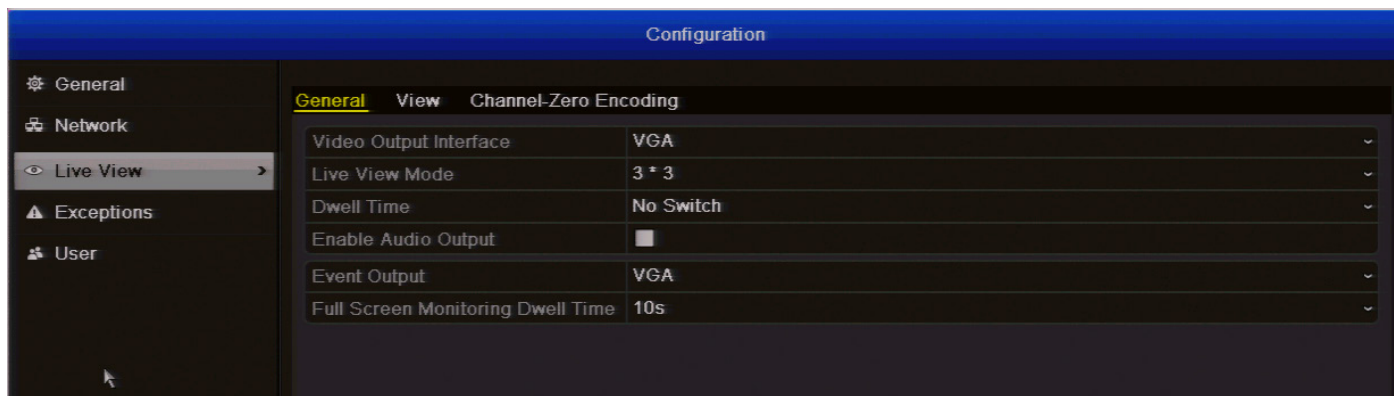 Configuration
General
Network
Live View
Exceptions
User
General View Channel-Zero Encoding
Video Output Interface VGA
Live View Mode 3 * 3
Dwell Time No Switch
Enable Audio Output
Event Output VGA
Full Screen Monitoring Dwell Time 10s